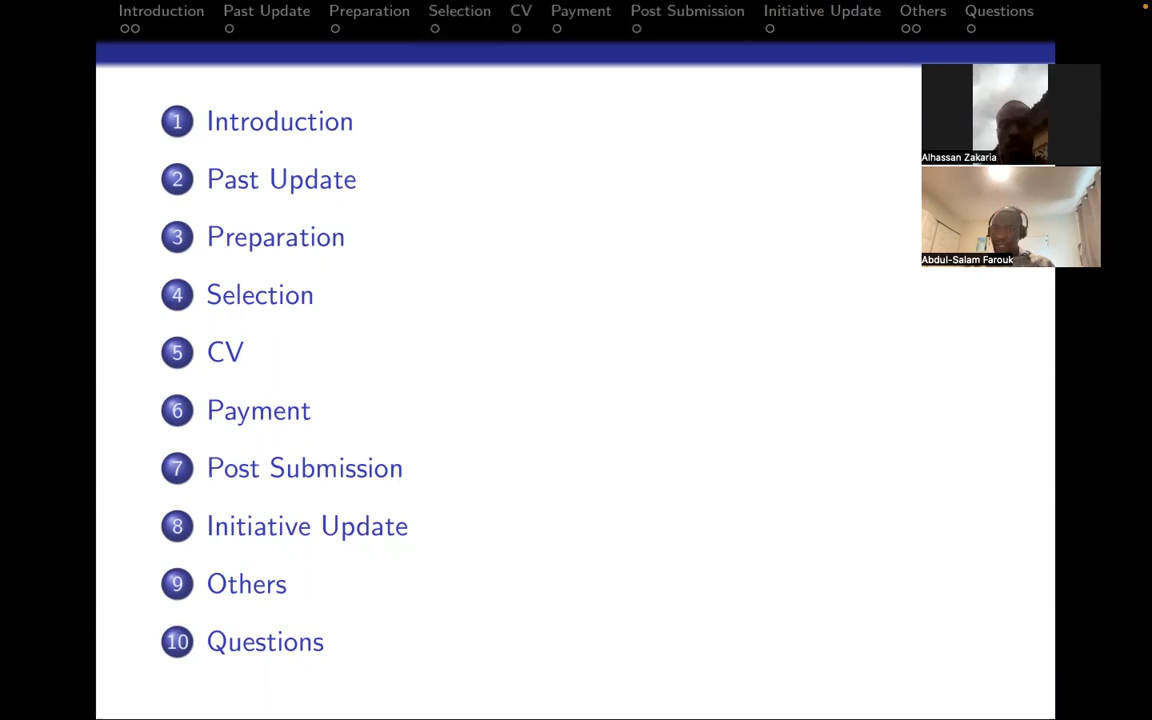 Introduction Past Update Preparation Selection CV Payment Post Submission Initiative Update Others Questions
1 Introduction
2 Past Update
3 Preparation
4 Selection
5 CV
6 Payment
7 Post Submission
8 Initiative Update
9 Others
10 Questions
Alhassan Zakaria
Abdul-Salam Farouk